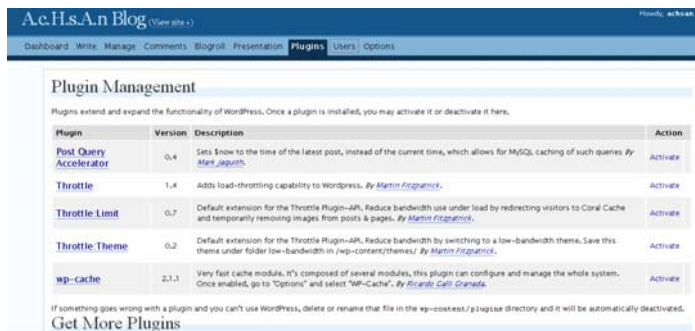 A.c.H.s.A.n Blog (View site »)
Howdy, achsan
Dashboard Write Manage Comments Blogroll Presentation Plugins Users Options
Plugin Management
Plugins extend and expand the functionality of WordPress. Once a plugin is installed, you may activate it or deactivate it here.
Plugin Version Description Action
Post Query Accelerator 0.4 Sets $now to the time of the latest post, instead of the current time, which allows for MySQL caching of such queries By
Mark Jaquith. Activate
Throttle 1.4 Adds load-throttling capability to Wordpress. By Martin Fitzpatrick. Activate
Throttle:Limit 0.7 Default extension for the Throttle Plugin-API. Reduce bandwidth use under load by redirecting visitors to Coral Cache
and temporarily removing images from posts & pages. By Martin Fitzpatrick. Activate
Throttle:Theme 0.2 Default extension for the Throttle Plugin-API. Reduce bandwidth by switching to a low-bandwidth theme. Save this
theme under folder low-bandwidth in /wp-content/themes/ By Martin Fitzpatrick. Activate
wp-cache 2.1.1 Very fast cache module. It's composed of several modules, this plugin can configure and manage the whole system.
Once enabled, go to "Options" and select "WP-Cache". By Ricardo Galli Granada. Activate
If something goes wrong with a plugin and you can't use WordPress, delete or rename that file in the wp-content/plugins directory and it will be automatically deactivated.
Get More Plugins